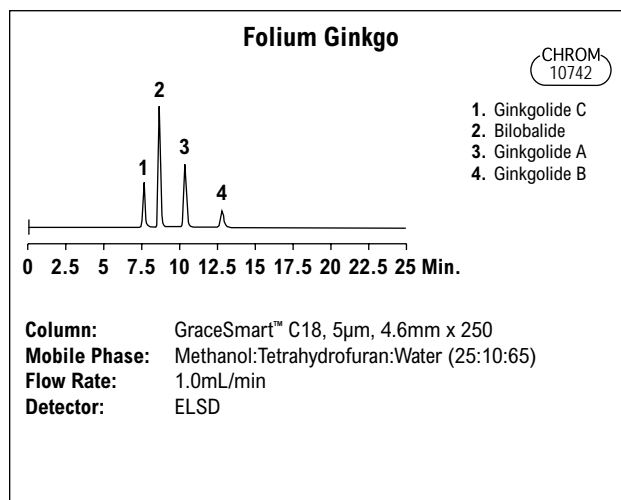 Folium Ginkgo
CHROM
10742
1. Ginkgolide C
2. Bilobalide
3. Ginkgolide A
4. Ginkgolide B
2
1
3
4
0 2.5 5 7.5 10 12.5 15 17.5 20 22.5 25 Min.
Column: GraceSmart™ C18, 5µm, 4.6mm x 250
Mobile Phase: Methanol:Tetrahydrofuran:Water (25:10:65)
Flow Rate: 1.0mL/min
Detector: ELSD